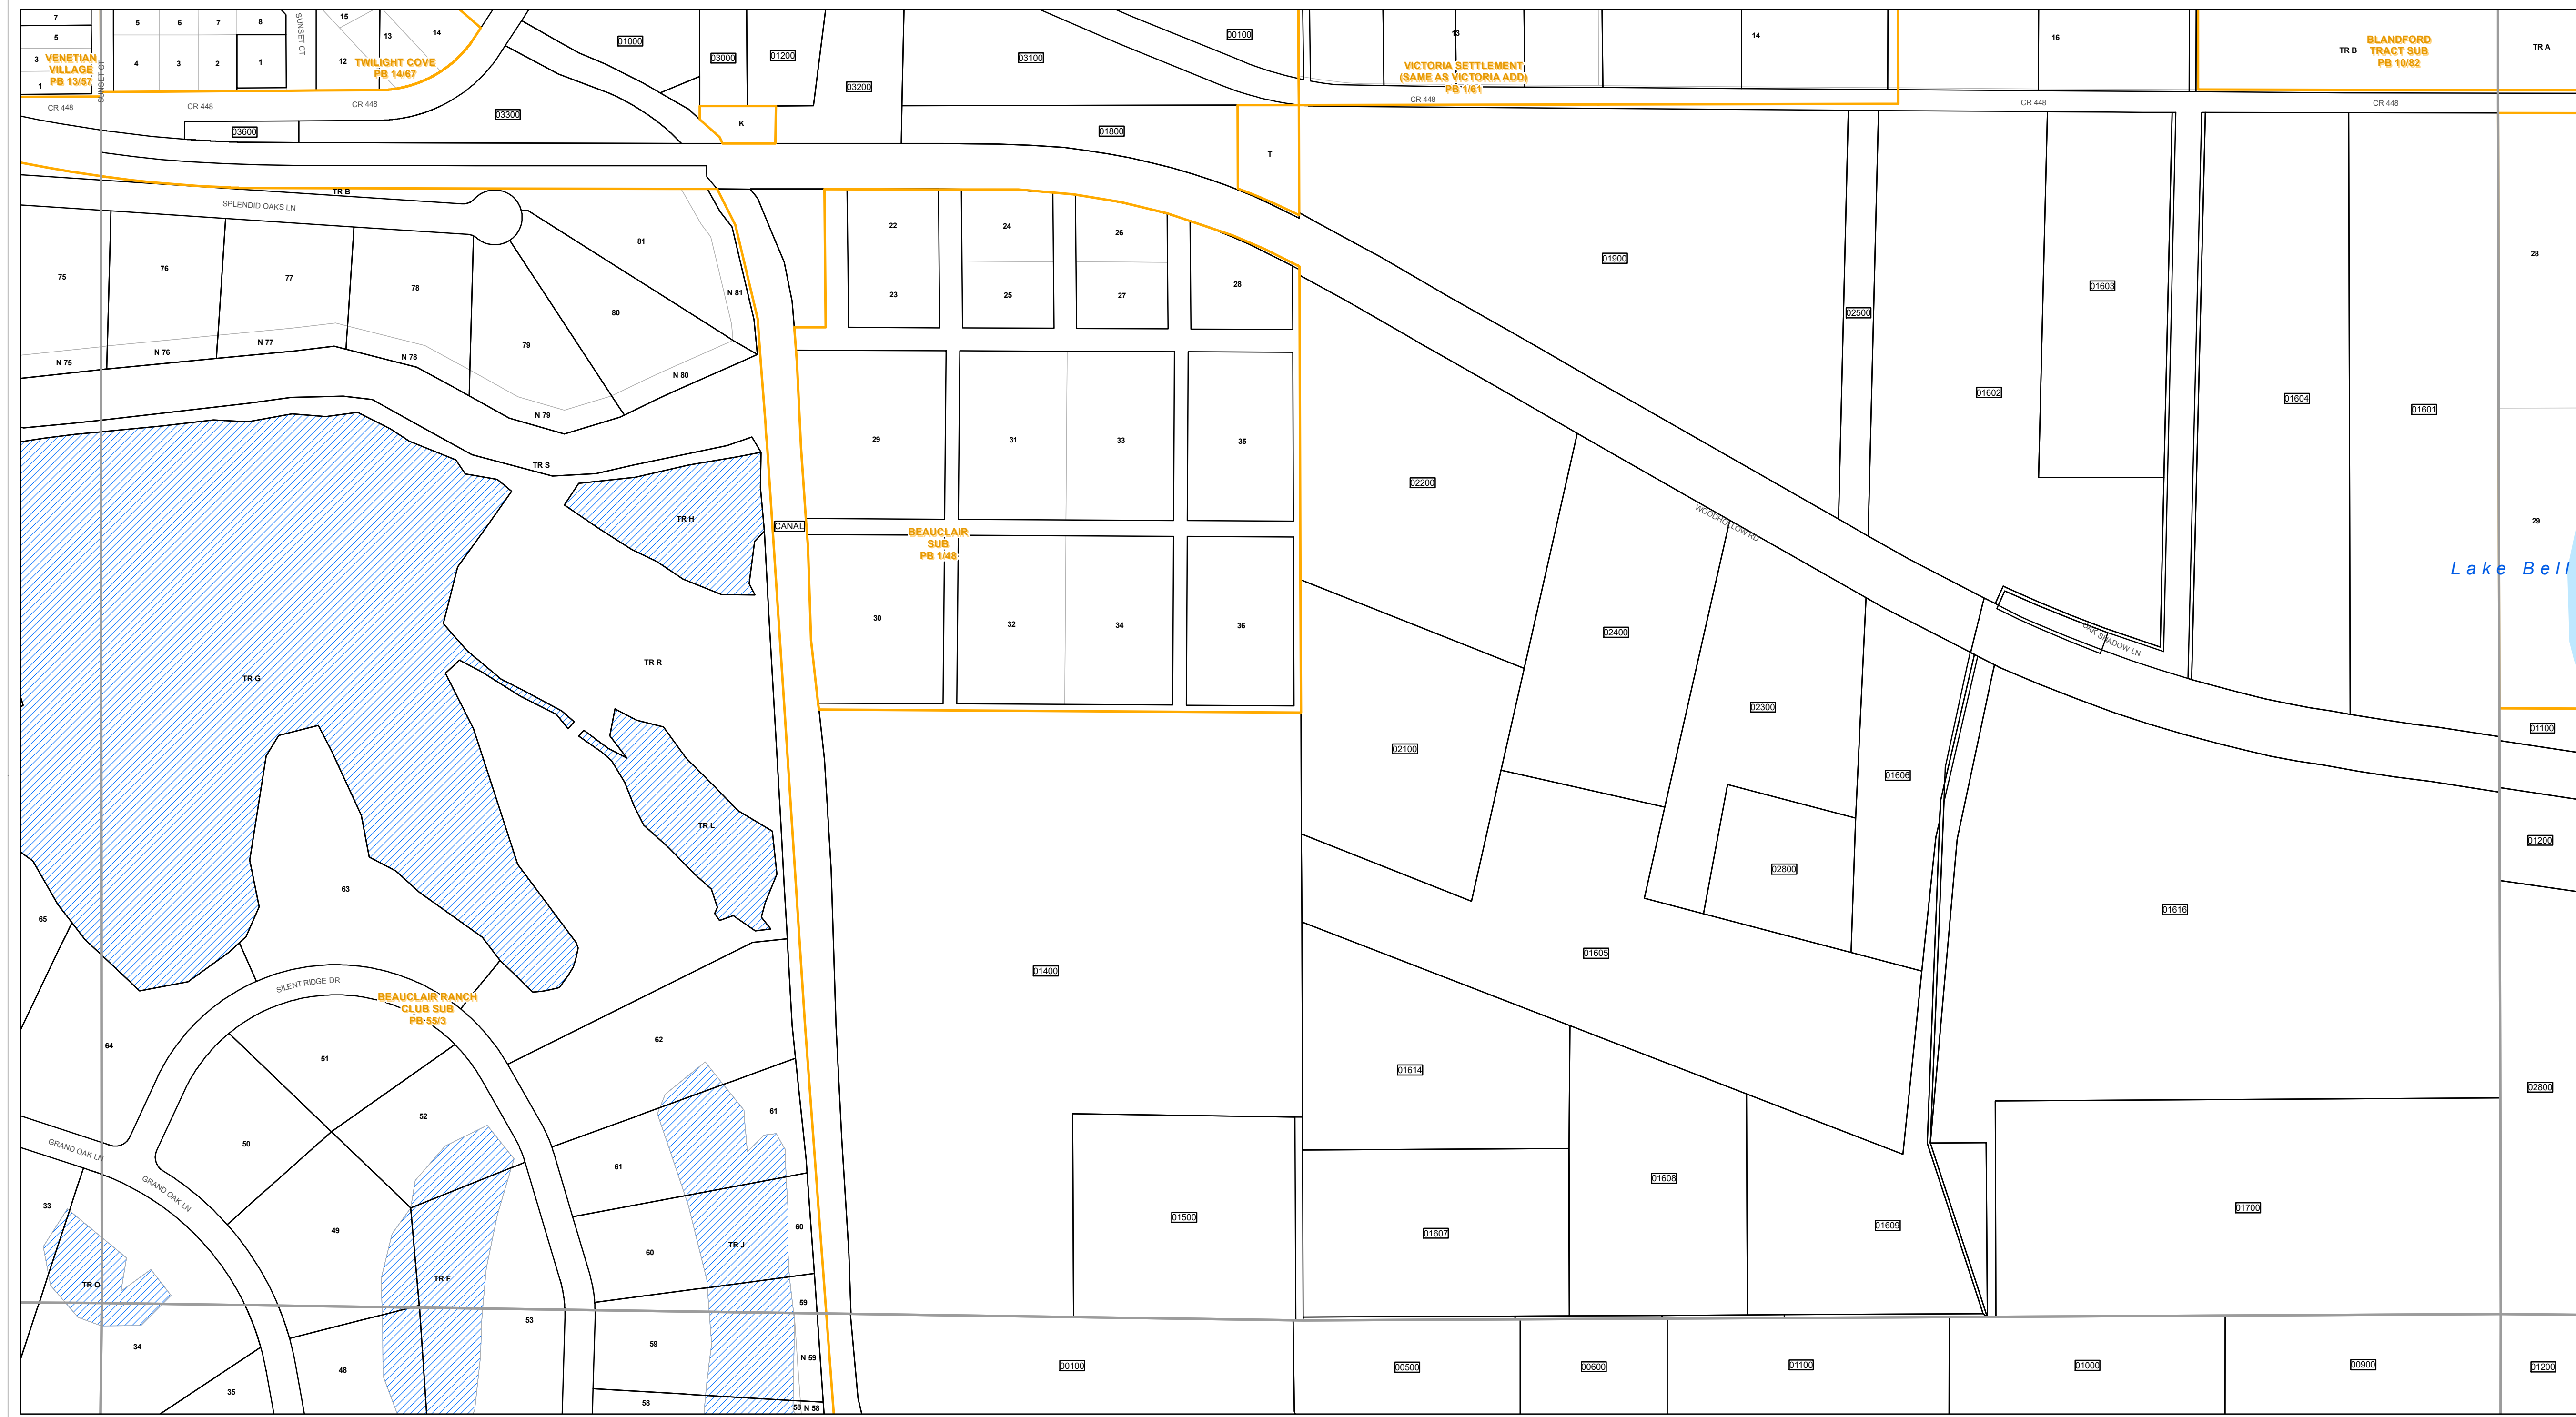 7
5
3
1
VENETIAN
VILLAGE
PB 13/57
5
6
7
8
4
3
2
1
SUNSET CT
SUNSET CT
15
13
14
12
TWILIGHT COVE
PB 14/67
CR 448
CR 448
CR 448
01000
03000
01200
03200
03100
00100
13
14
16
VICTORIA SETTLEMENT
(SAME AS VICTORIA ADD)
PB 1/61
CR 448
CR 448
CR 448
TR B
BLANDFORD
TRACT SUB
PB 10/82
TR A
03600
03300
K
01800
T
TR B
SPLENDID OAKS LN
75
76
77
78
79
80
81
N 81
N 75
N 76
N 77
N 78
N 79
N 80
22
24
26
28
23
25
27
29
31
33
35
30
32
34
36
BEAUCLAIR
SUB
PB 1/48
CANAL
01900
02500
01603
01602
01604
01601
28
29
Lake Bell
02200
WOODHOLLOW RD
OAK SHADOW LN
02400
02300
02100
01606
02800
01605
01616
01100
01200
02800
TR S
TR H
TR R
TR G
TR L
63
65
64
SILENT RIDGE DR
BEAUCLAIR RANCH
CLUB SUB
PB 55/3
51
62
52
50
61
61
GRAND OAK LN
GRAND OAK LN
33
49
60
60
TR J
TR O
TR F
59
59
53
34
48
35
N 59
58
58 N 58
01400
01500
01614
01607
01608
01609
01700
00100
00500
00600
01100
01000
00900
01200